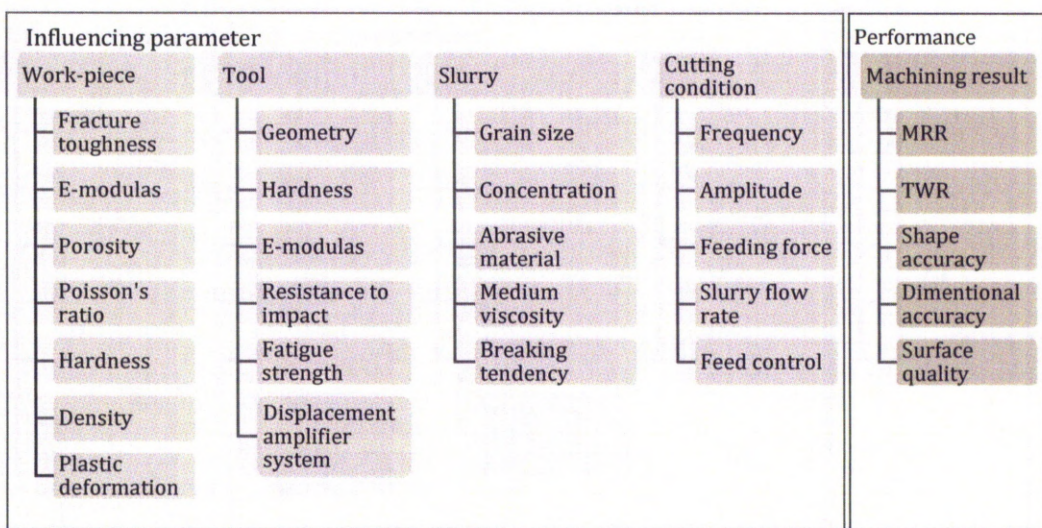 Influencing parameter
Work-piece
Fracture
toughness
E-modulas
Porosity
Poisson's
ratio
Hardness
Density
Plastic
deformation
Tool
Geometry
Hardness
E-modulas
Resistance to
impact
Fatigue
strength
Displacement
amplifier
system
Slurry
Grain size
Concentration
Abrasive
material
Medium
viscosity
Breaking
tendency
Cutting
condition
Frequency
Amplitude
Feeding force
Slurry flow
rate
Feed control
Performance
Machining result
MRR
TWR
Shape
accuracy
Dimentional
accuracy
Surface
quality